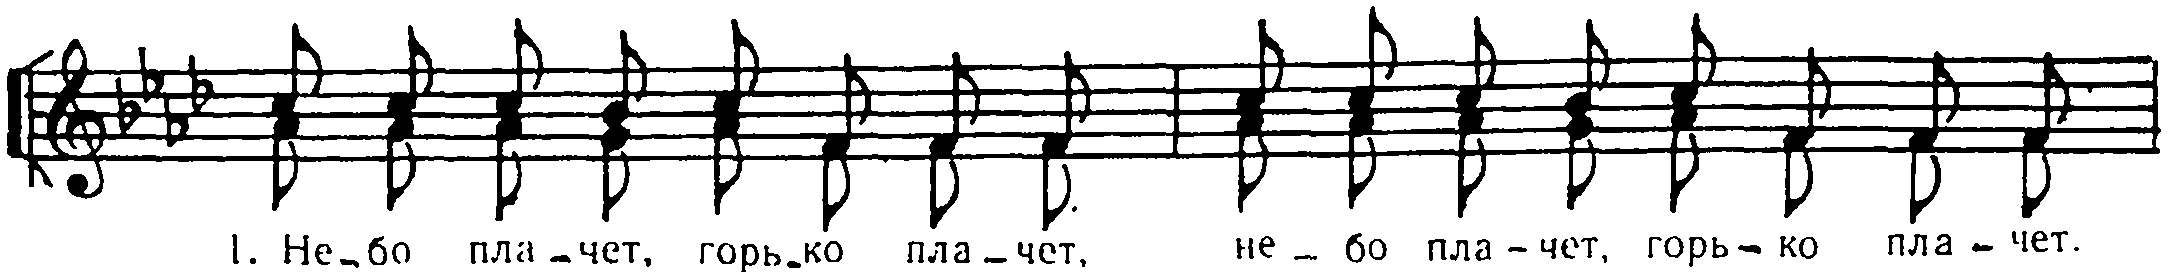 1. Не-бо пла-чет, горь-ко пла-чет, не-бо пла-чет, горь-ко пла-чет.